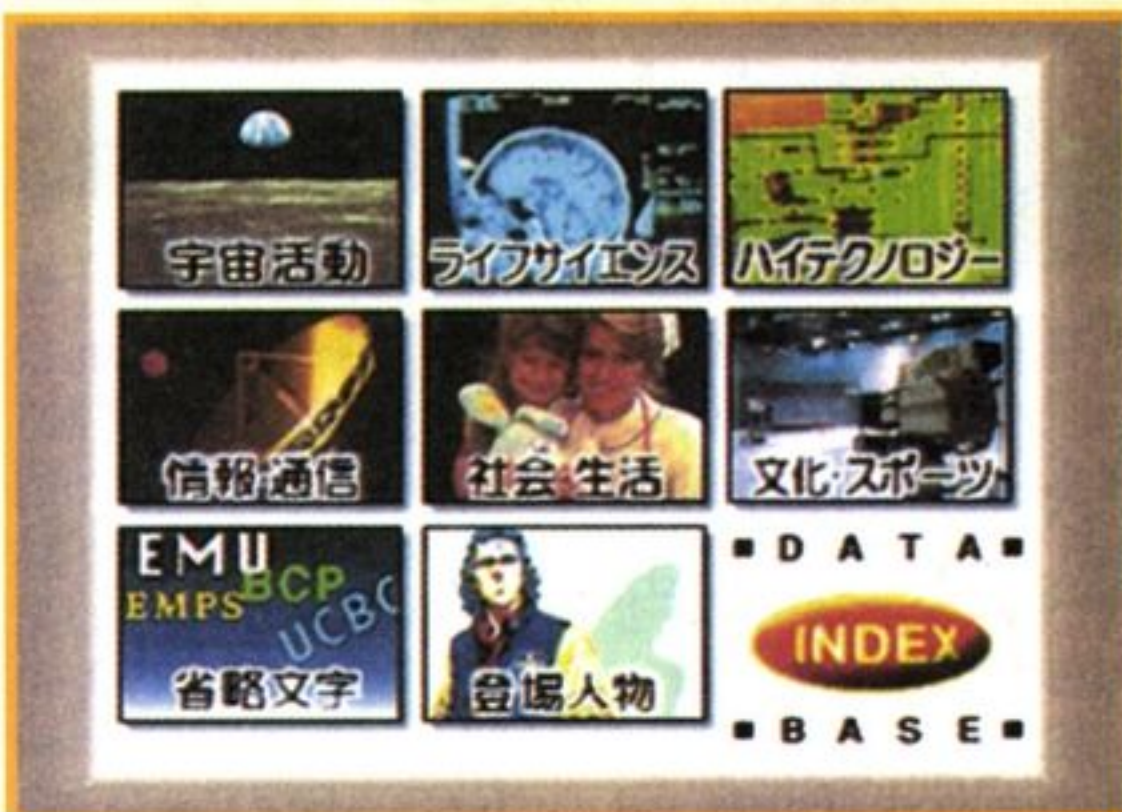 宇宙活動
ライフサイエンス
ハイテクノロジー
情報・通信
社会・生活
文化・スポーツ
EMU
BCP
EMPS
UCBC
省略文字
登場人物
■DATA■
INDEX
■BASE■